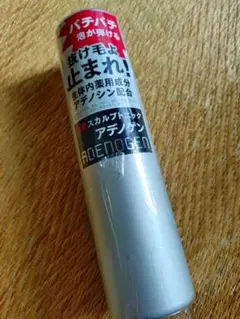 パチパチ
泡が弾ける
抜け毛よ
止まれ!
生体内薬用成分
アデノシン配合
スカルプトニック
アデノゲン
ADENOGEN